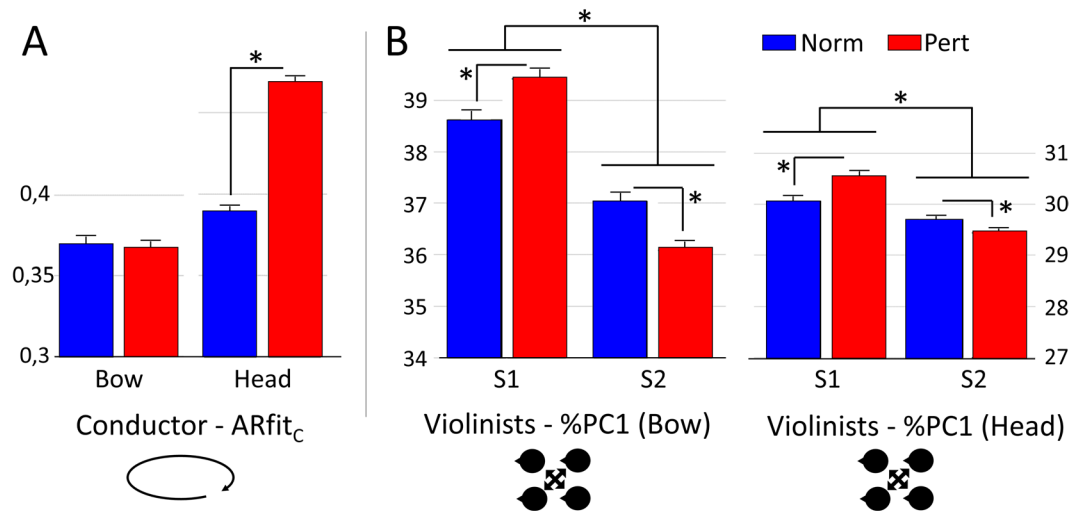 A
B
Norm
Pert
*
*
*
*
*
*
*
0,4
0,35
0,3
39
38
37
36
35
34
31
30
29
28
27
Bow
Head
S1
S2
S1
S2
Conductor - ARfitC
Violinists - %PC1 (Bow)
Violinists - %PC1 (Head)